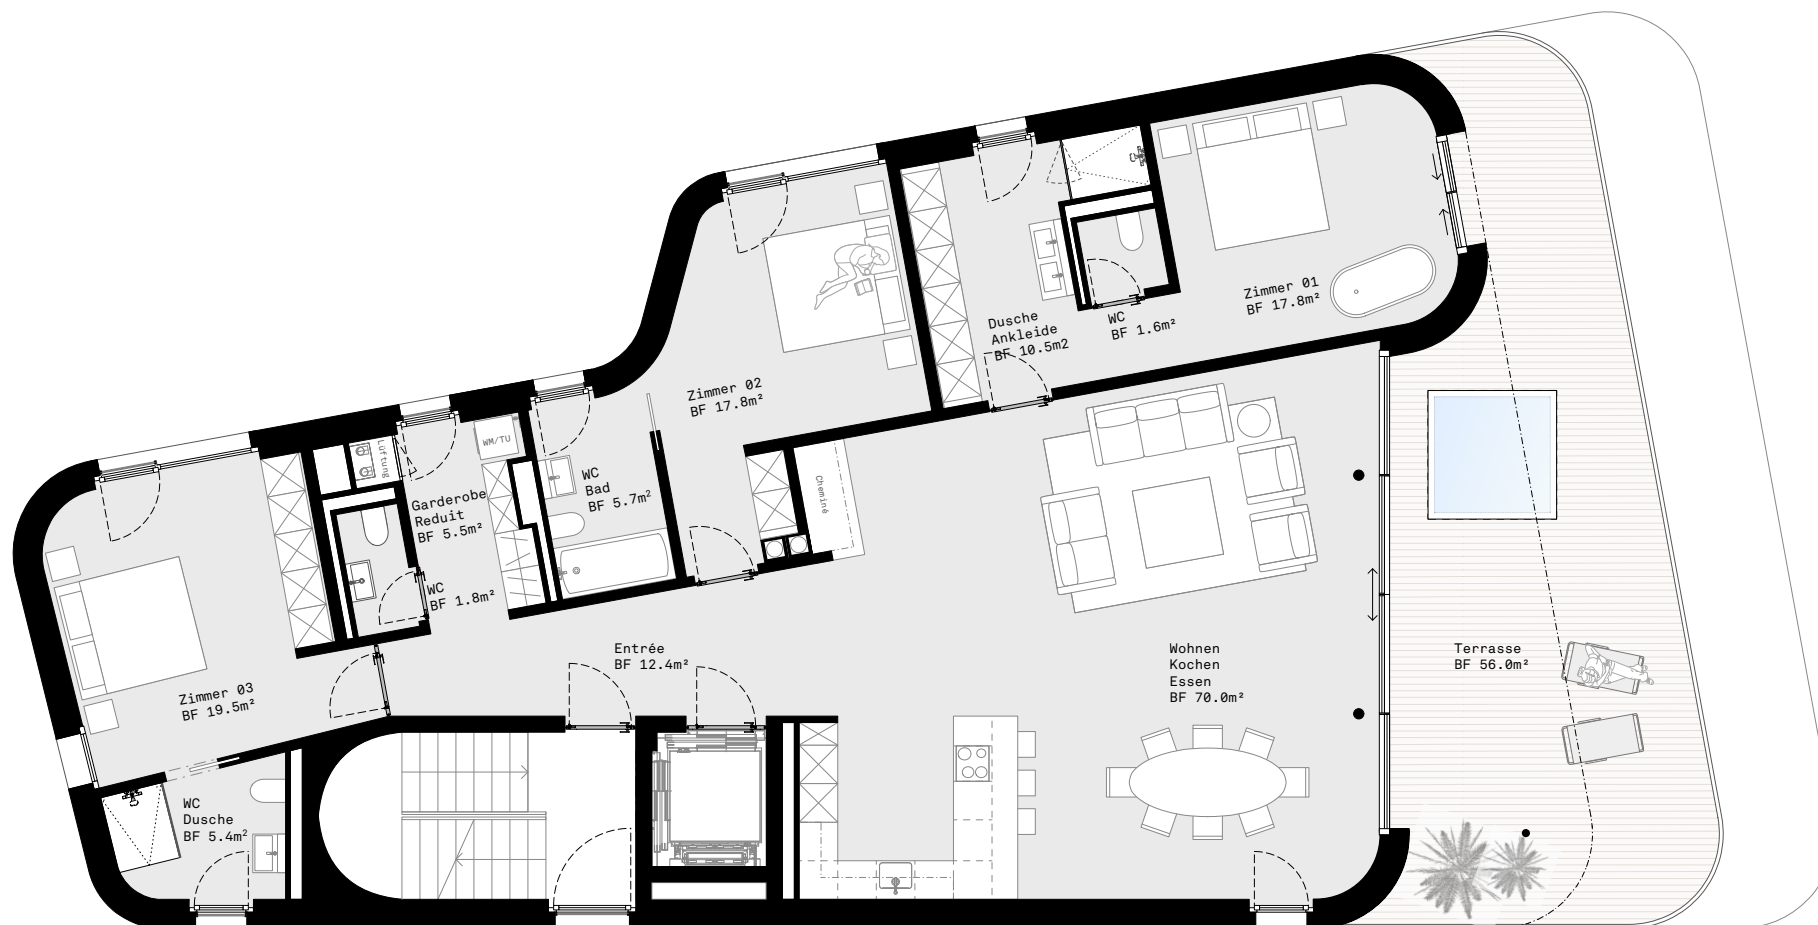 Zimmer 01
BF 17.8m²
Dusche
Ankleide
BF 10.5m2
WC
BF 1.6m²
Zimmer 02
BF 17.8m²
WM/TU
Lüftung
Garderobe
Reduit
BF 5.5m²
WC
Bad
BF 5.7m²
Cheminé
WC
BF 1.8m²
Entrée
BF 12.4m²
Wohnen
Kochen
Essen
BF 70.0m²
Terrasse
BF 56.0m²
Zimmer 03
BF 19.5m²
WC
Dusche
BF 5.4m²